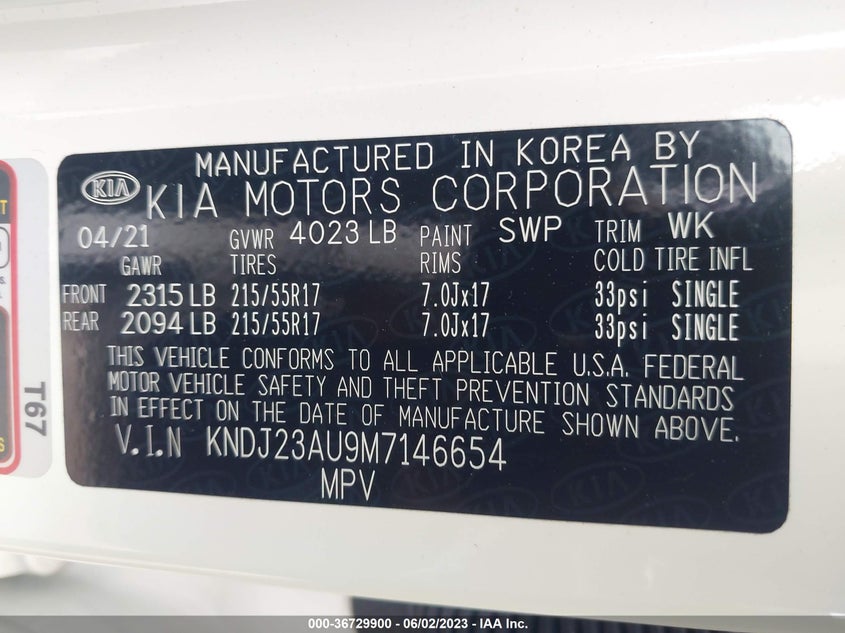 MANUFACTURED IN KOREA BY
KIA KIA MOTORS CORPORATION
04/21 GVWR 4023 LB PAINT SWP TRIM WK
GAWR TIRES RIMS COLD TIRE INFL
FRONT 2315 LB 215/55R17 7.0Jx17 33psi SINGLE
REAR 2094 LB 215/55R17 7.0Jx17 33psi SINGLE
THIS VEHICLE CONFORMS TO ALL APPLICABLE U.S.A. FEDERAL
MOTOR VEHICLE SAFETY AND THEFT PREVENTION STANDARDS
IN EFFECT ON THE DATE OF MANUFACTURE SHOWN ABOVE.
V.I.N KNDJ23AU9M7146654
MPV
T67
000-36729900 - 06/02/2023 - IAA Inc.